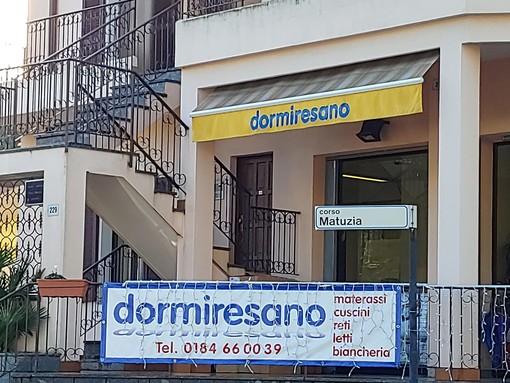 dormiresano
corso
Matuzia
229
dormiresano
Tel. 0184 66 00 39
materassi
cuscini
reti
letti
biancheria